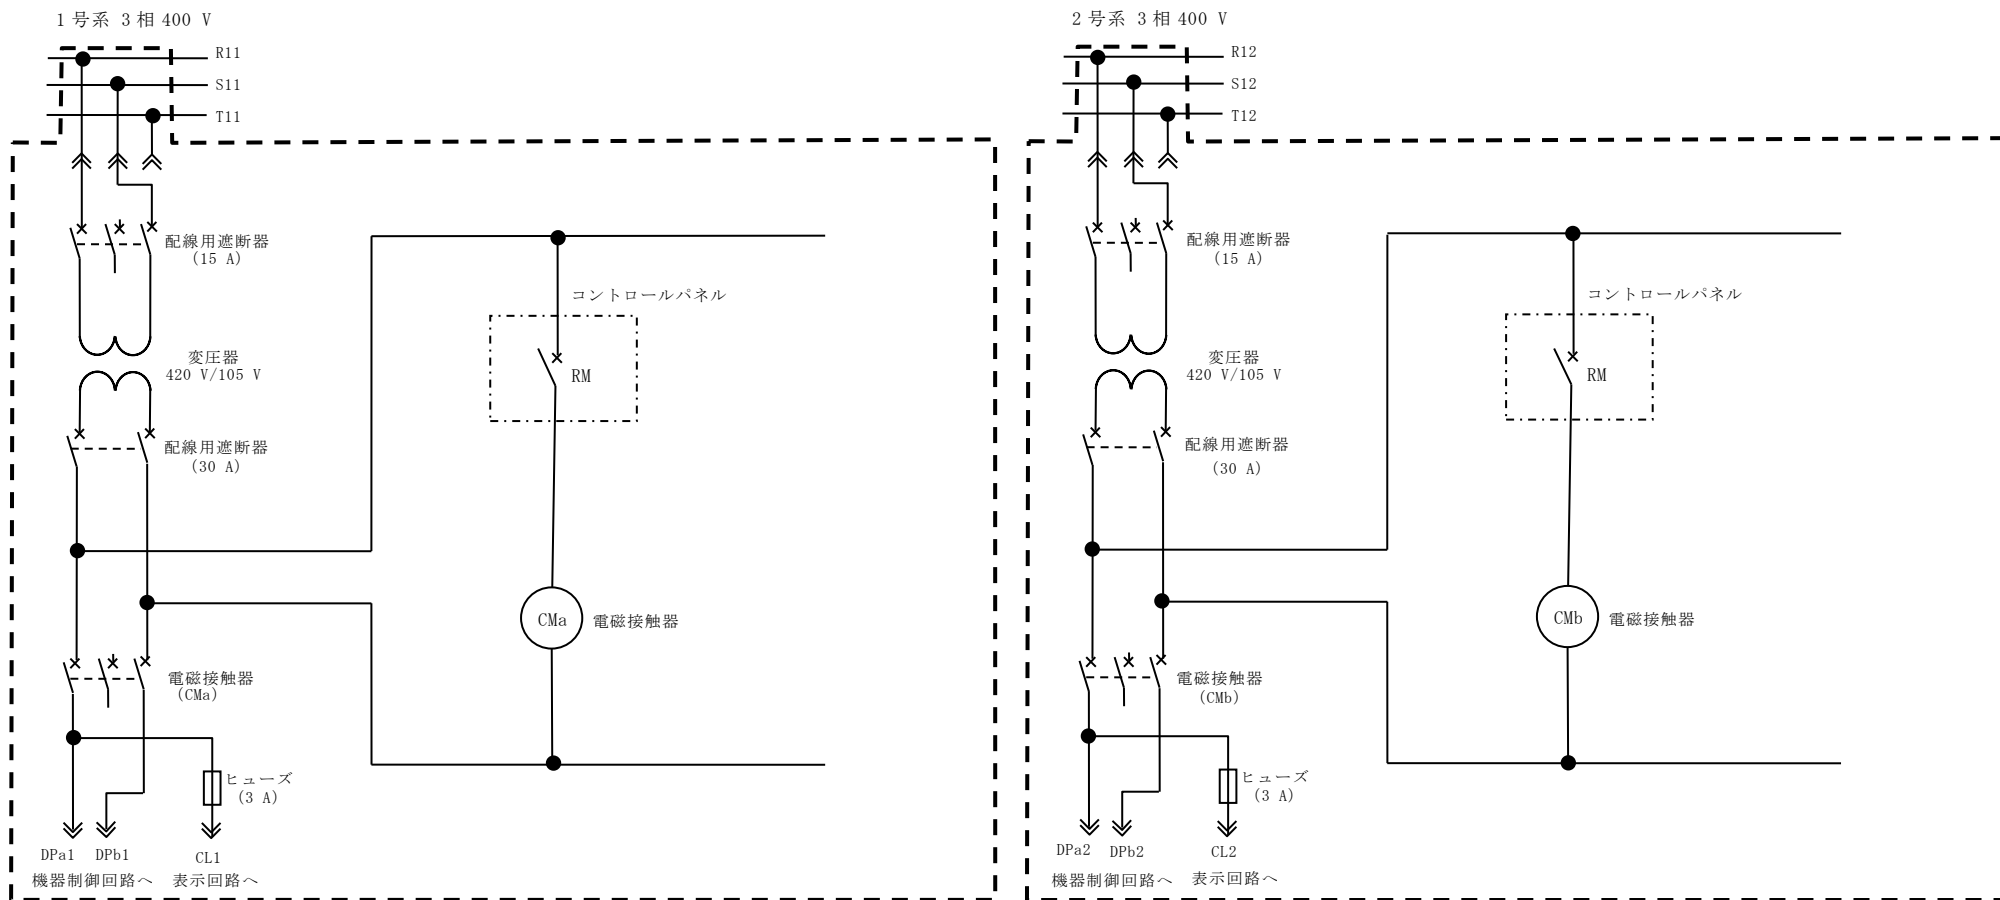 1号系 3相400 V
R11
S11
T11
配線用遮断器
(15 A)
コントロールパネル
RM
変圧器
420 V/105 V
配線用遮断器
(30 A)
CMa
電磁接触器
電磁接触器
(CMa)
ヒューズ
(3 A)
DPa1
DPb1
CL1
機器制御回路へ
表示回路へ
2号系 3相400 V
R12
S12
T12
配線用遮断器
(15 A)
コントロールパネル
RM
変圧器
420 V/105 V
配線用遮断器
(30 A)
CMb
電磁接触器
電磁接触器
(CMb)
ヒューズ
(3 A)
DPa2
DPb2
CL2
機器制御回路へ
表示回路へ